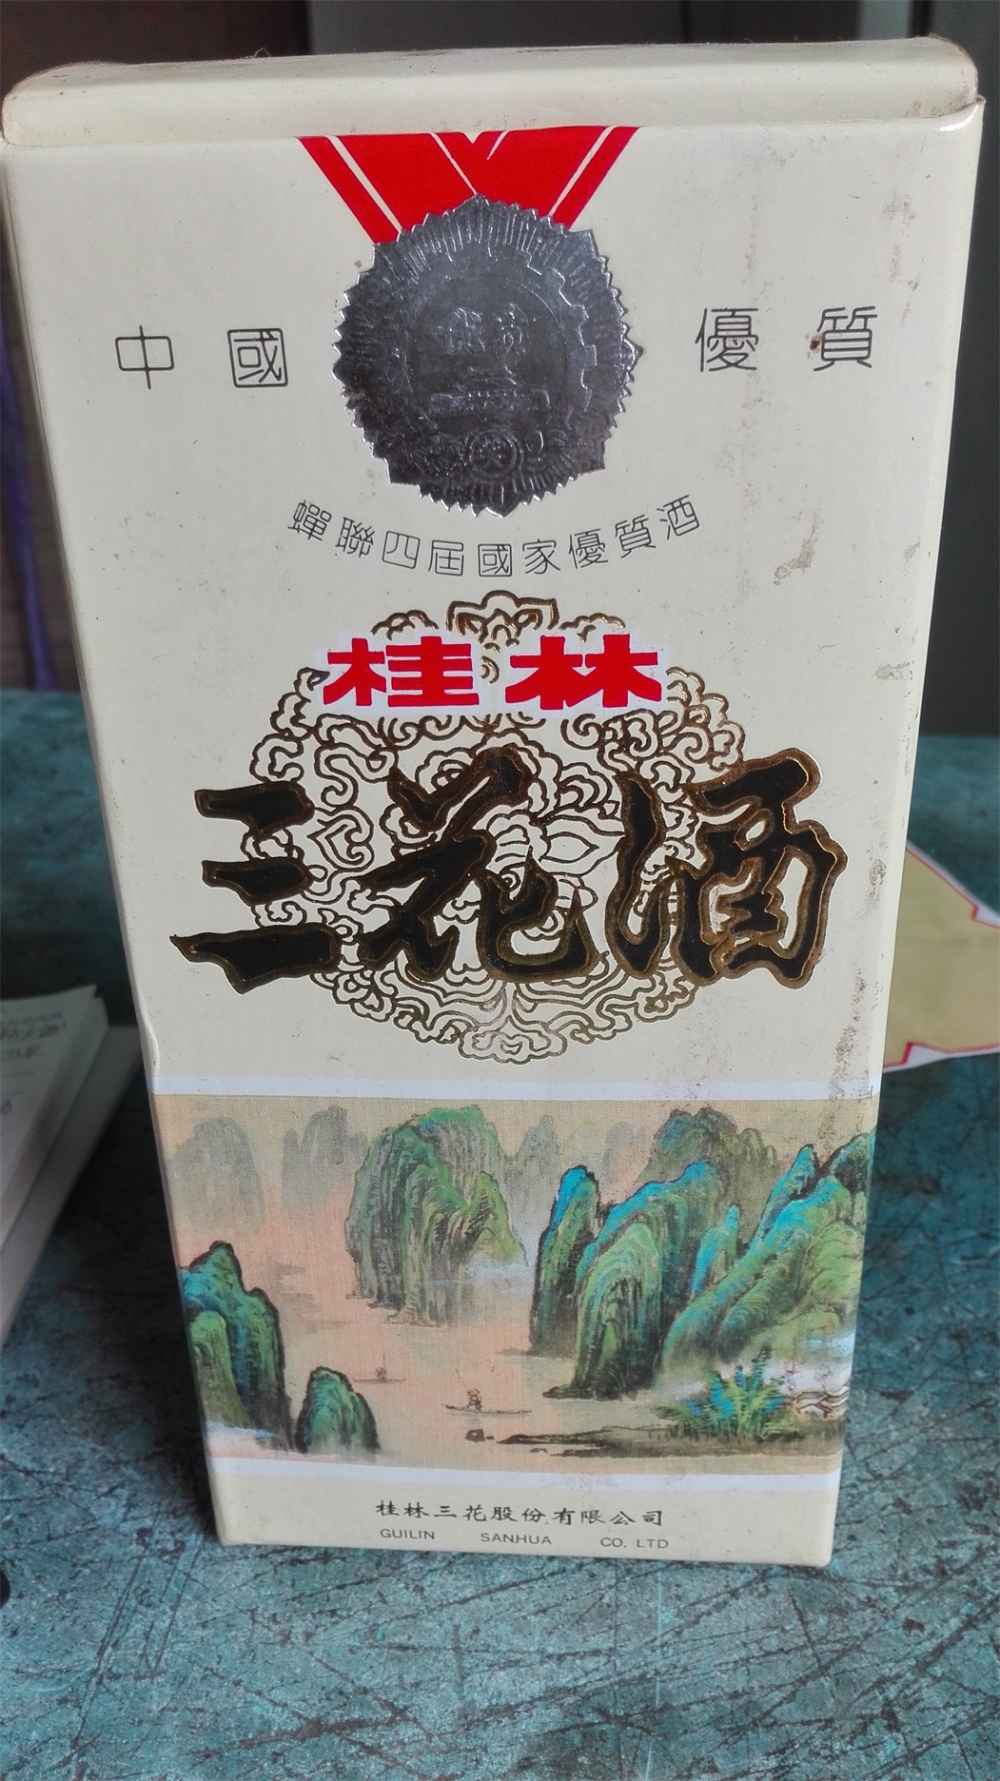 中國 優質
蟬聯四屆國家優質酒
桂林
三花酒
桂林三花股份有限公司
GUILIN SANHUA CO. LTD